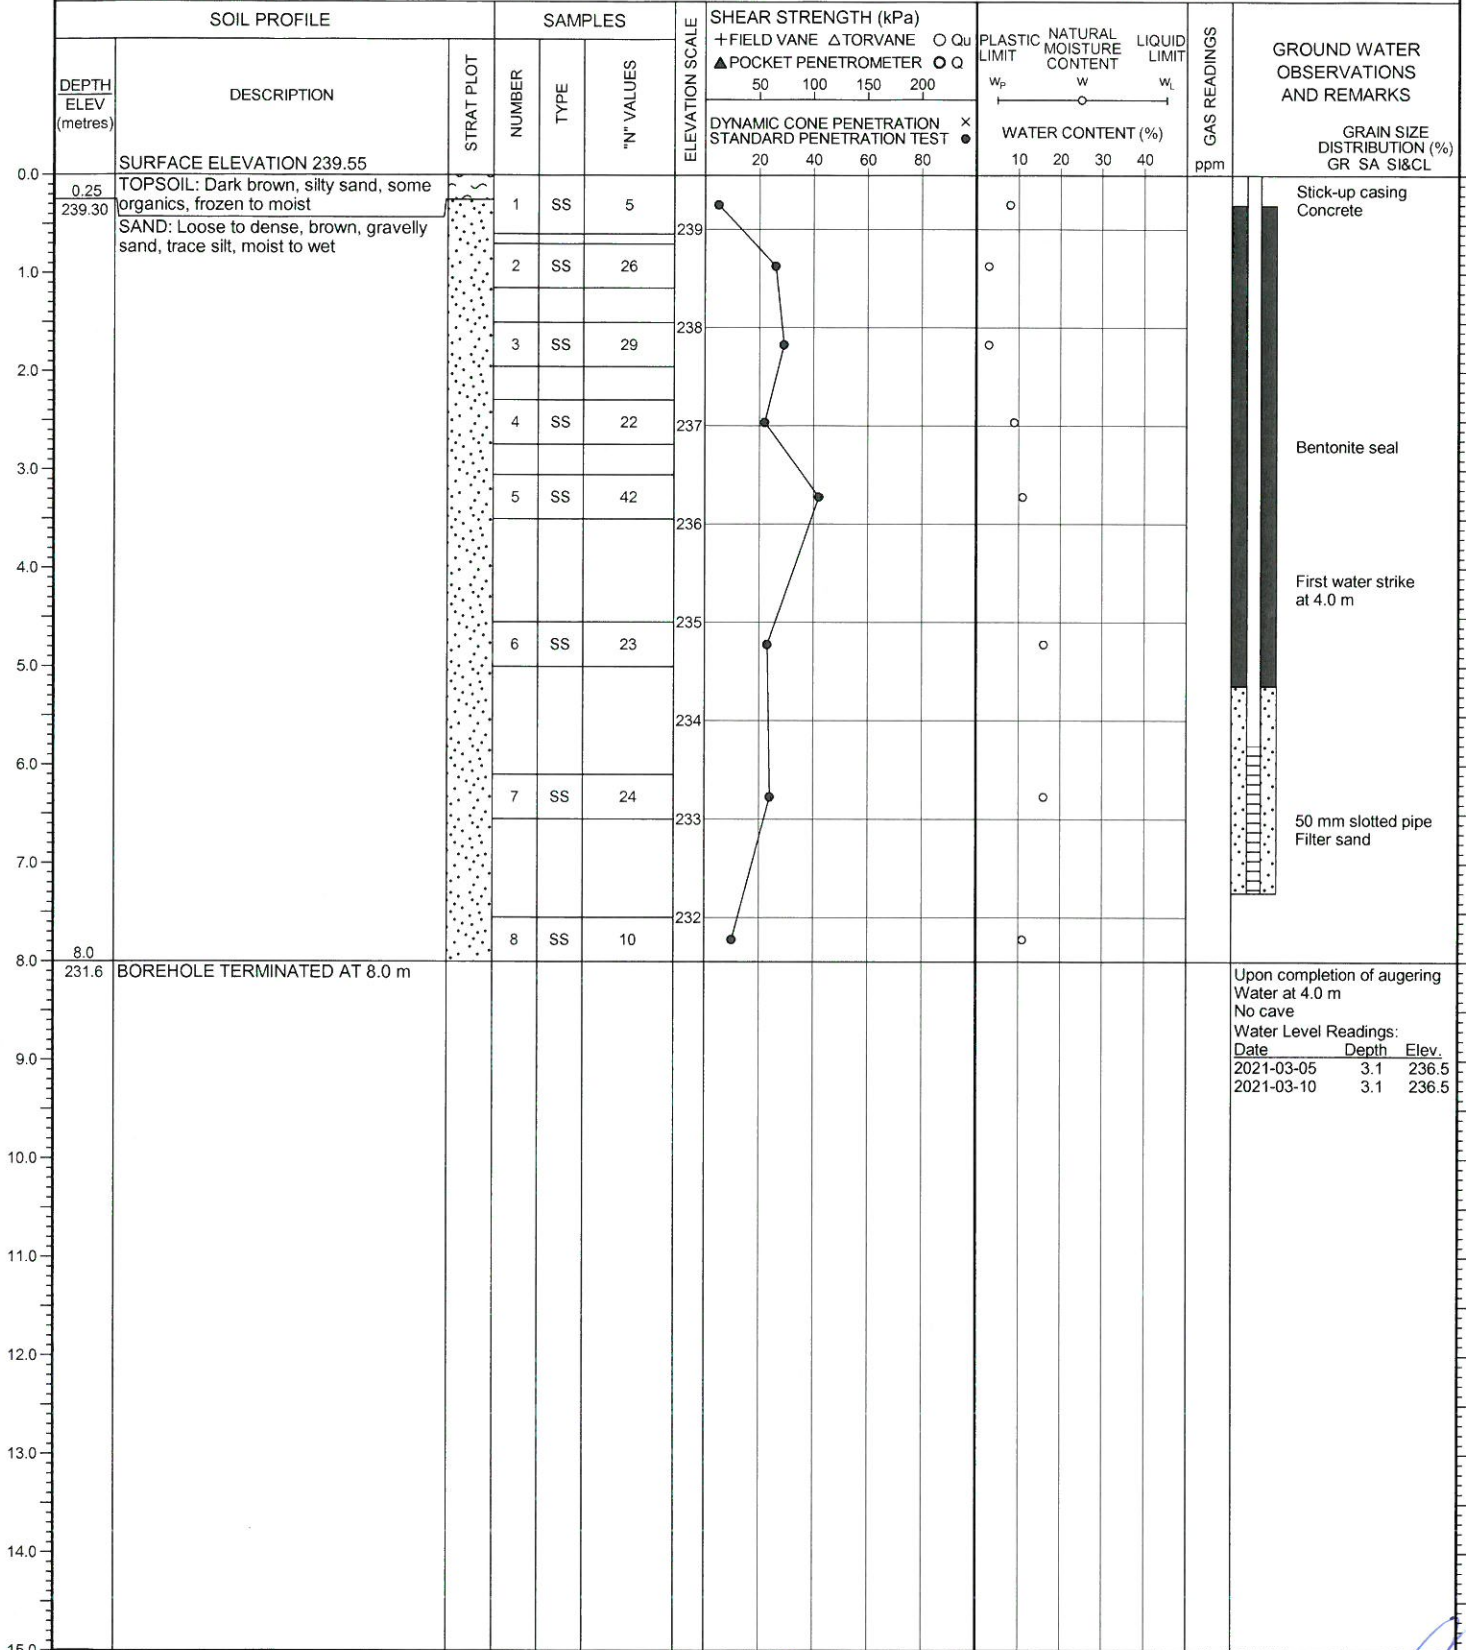 SOIL PROFILE
SAMPLES
DEPTH
ELEV
(metres)
DESCRIPTION
STRAT PLOT
NUMBER
TYPE
"N" VALUES
ELEVATION SCALE
SHEAR STRENGTH (kPa)
+ FIELD VANE △ TORVANE ○ Qu
▲ POCKET PENETROMETER ○ Q
50 100 150 200
DYNAMIC CONE PENETRATION ×
STANDARD PENETRATION TEST ●
20 40 60 80
PLASTIC LIMIT
NATURAL MOISTURE CONTENT
LIQUID LIMIT
WP W WL
WATER CONTENT (%)
10 20 30 40
GAS READINGS
ppm
GROUND WATER
OBSERVATIONS
AND REMARKS
GRAIN SIZE
DISTRIBUTION (%)
GR SA SI&CL
SURFACE ELEVATION 239.55
0.0
0.25
239.30
TOPSOIL: Dark brown, silty sand, some
organics, frozen to moist
SAND: Loose to dense, brown, gravelly
sand, trace silt, moist to wet
1 SS 5
2 SS 26
3 SS 29
4 SS 22
5 SS 42
6 SS 23
7 SS 24
8 SS 10
239
238
237
236
235
234
233
232
Stick-up casing
Concrete
Bentonite seal
First water strike
at 4.0 m
50 mm slotted pipe
Filter sand
1.0
2.0
3.0
4.0
5.0
6.0
7.0
8.0
8.0
231.6
BOREHOLE TERMINATED AT 8.0 m
Upon completion of augering
Water at 4.0 m
No cave
Water Level Readings:
Date Depth Elev.
2021-03-05 3.1 236.5
2021-03-10 3.1 236.5
9.0
10.0
11.0
12.0
13.0
14.0
15.0